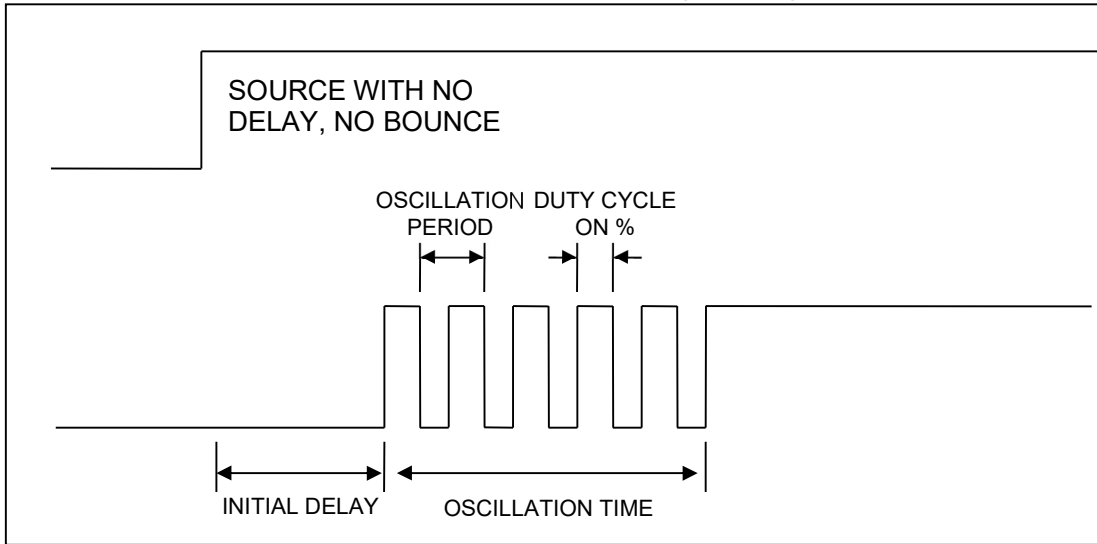 SOURCE WITH NO
DELAY, NO BOUNCE
OSCILLATION DUTY CYCLE
PERIOD ON %
INITIAL DELAY OSCILLATION TIME